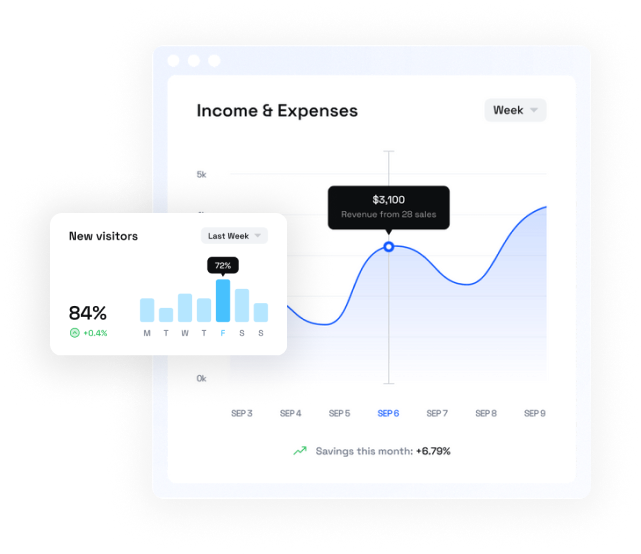 Income & Expenses
Week
5k
$3,100
Revenue from 28 sales
New visitors
Last Week
72%
84%
+0.4%
M T W T F S S
0k
SEP 3 SEP 4 SEP 5 SEP 6 SEP 7 SEP 8 SEP 9
Savings this month: +6.79%